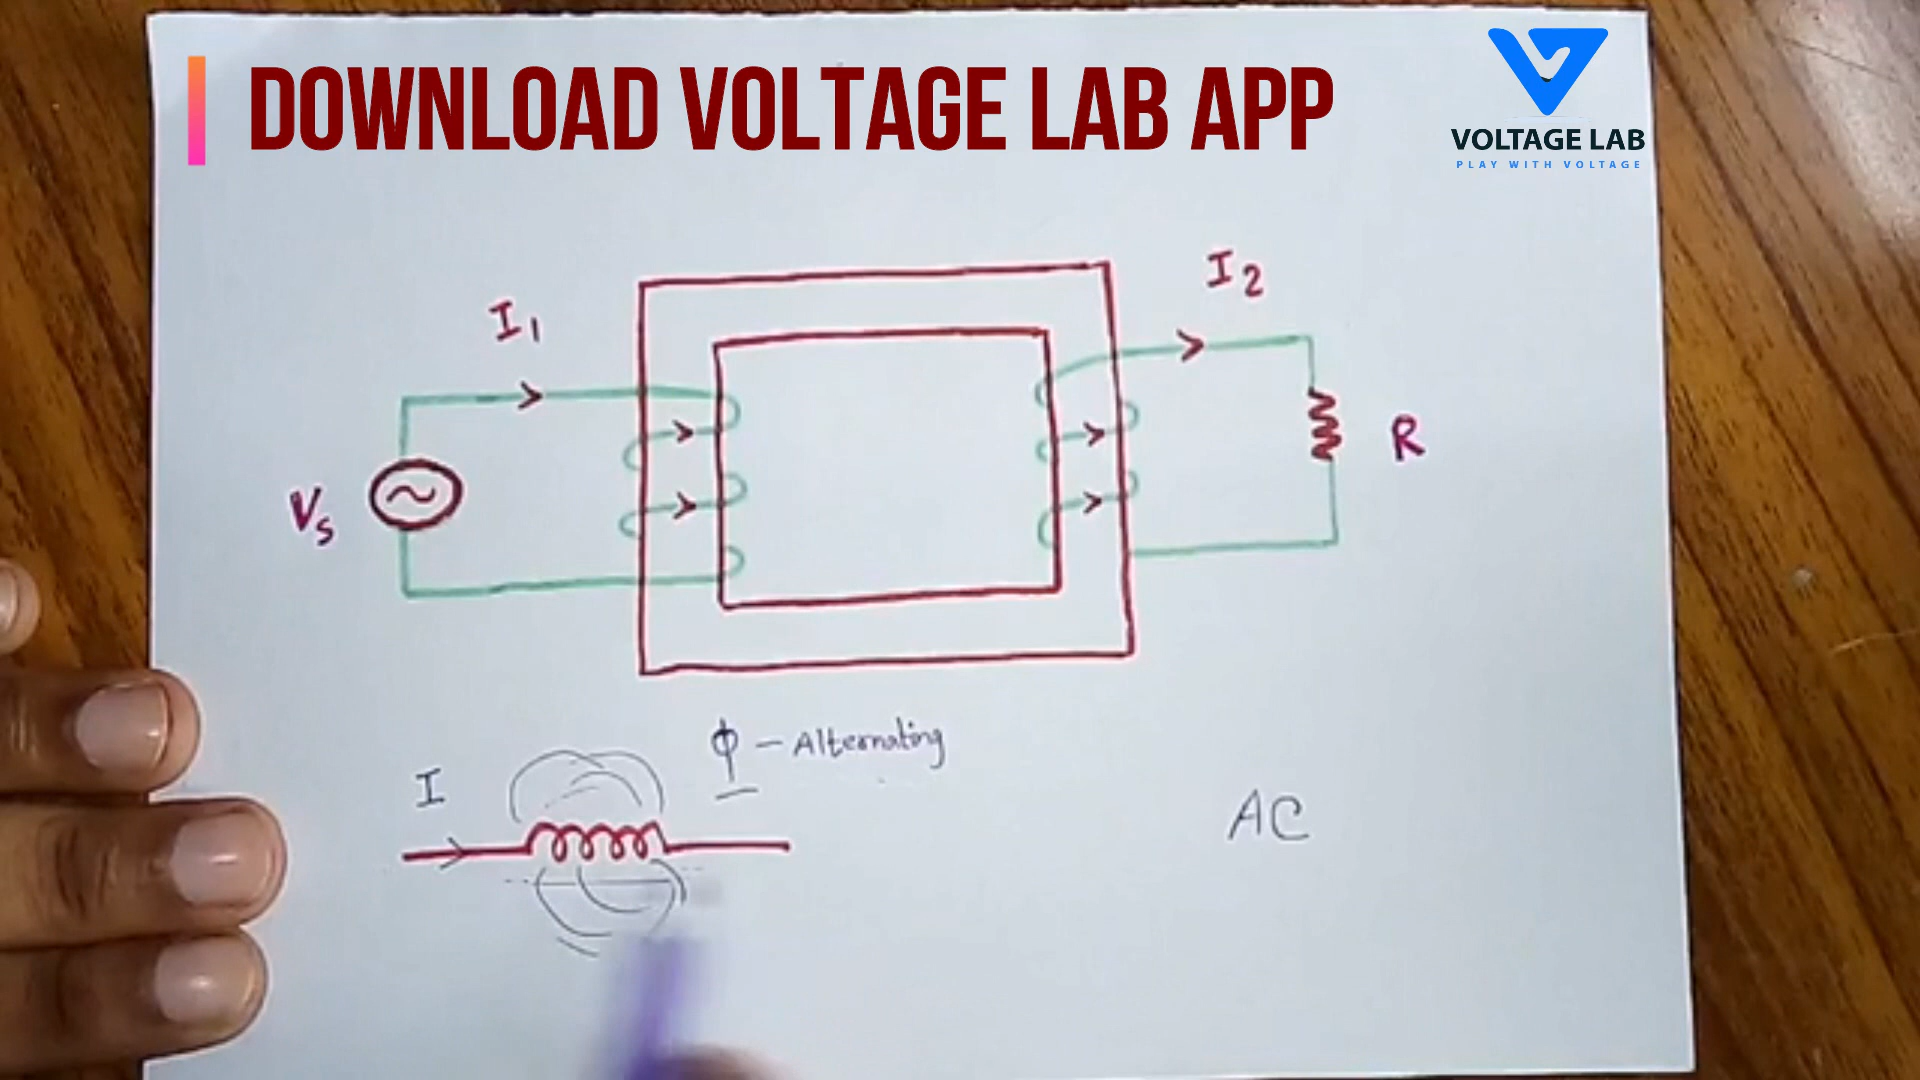 DOWNLOAD VOLTAGE LAB APP
VOLTAGE LAB
PLAY WITH VOLTAGE
I1
I2
Vs
R
I
ϕ - Alternating
AC